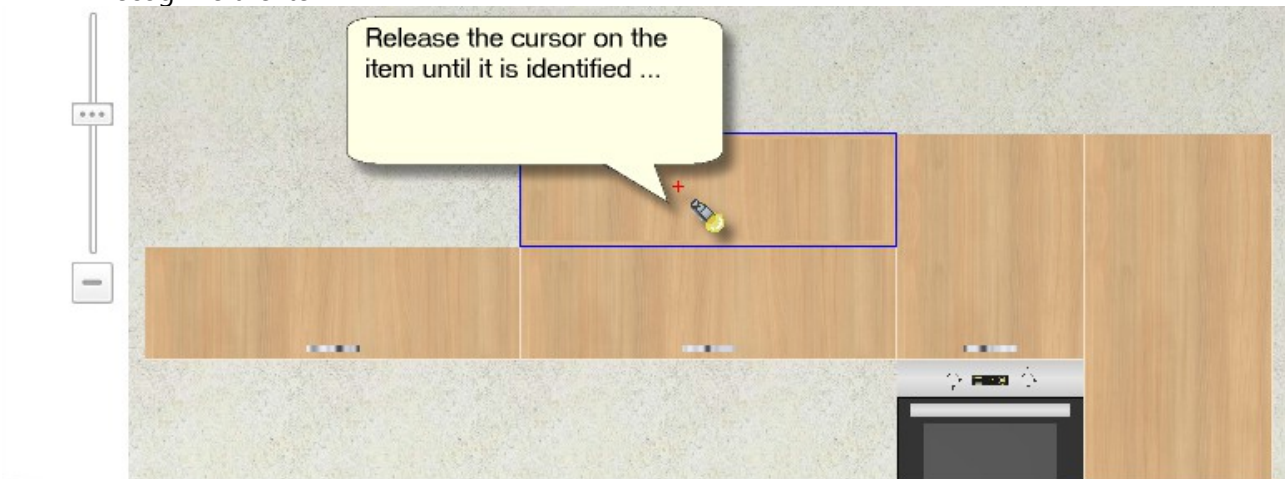 Release the cursor on the
item until it is identified ...